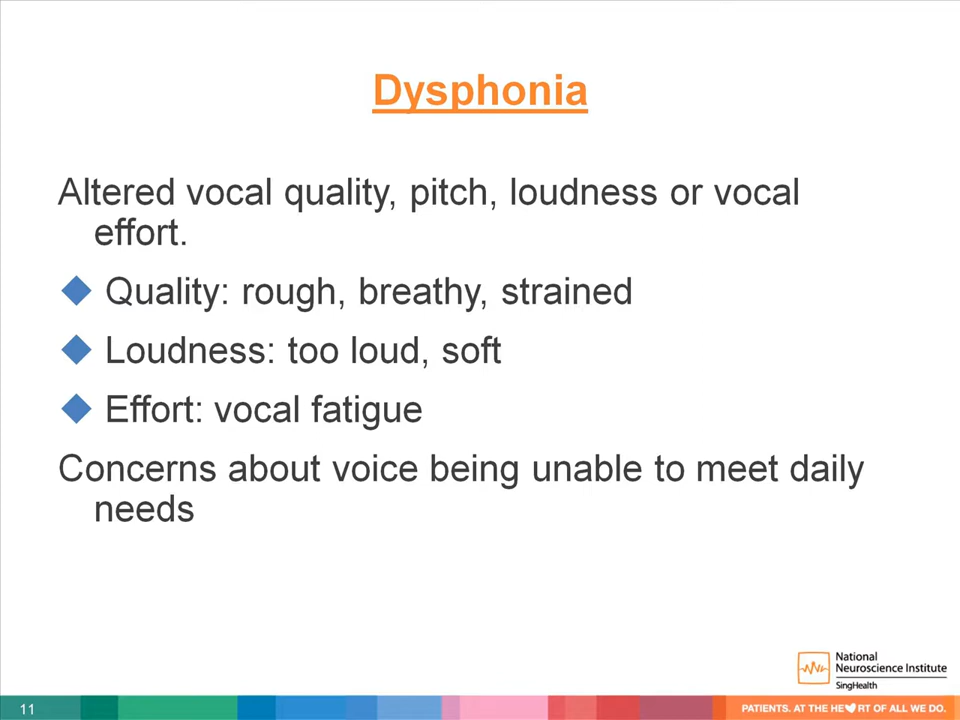 Dysphonia
Altered vocal quality, pitch, loudness or vocal
effort.
Quality: rough, breathy, strained
Loudness: too loud, soft
Effort: vocal fatigue
Concerns about voice being unable to meet daily
needs
National
Neuroscience Institute
SingHealth
11
PATIENTS. AT THE HE♥RT OF ALL WE DO.